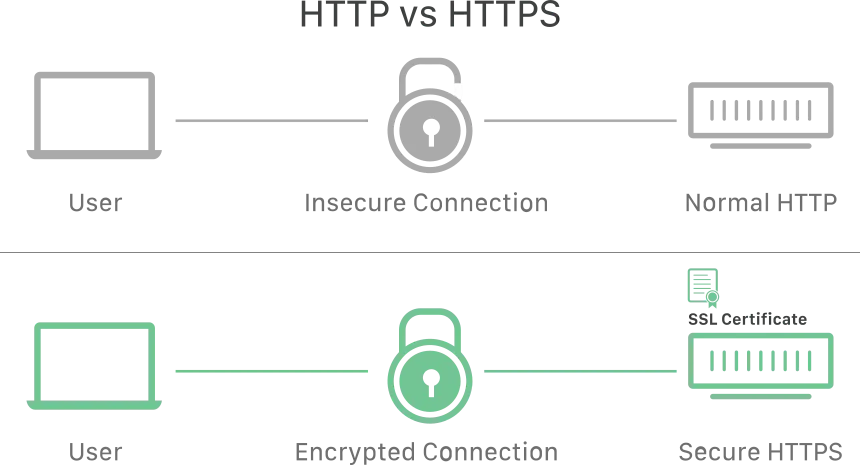 HTTP vs HTTPS
User
Insecure Connection
Normal HTTP
SSL Certificate
User
Encrypted Connection
Secure HTTPS